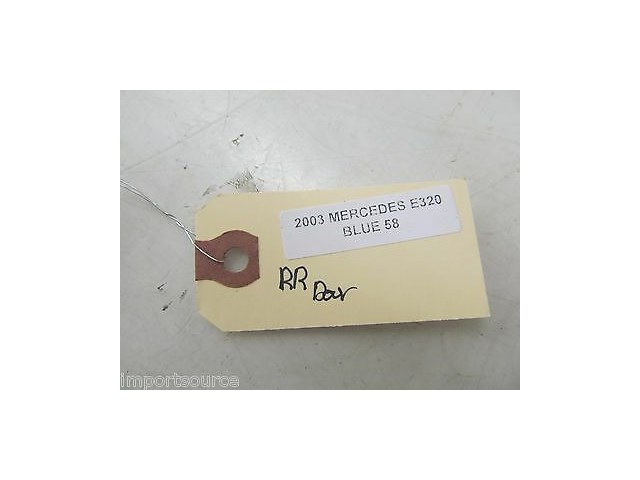 2003 MERCEDES E320
BLUE 58
RR
Door
importsource